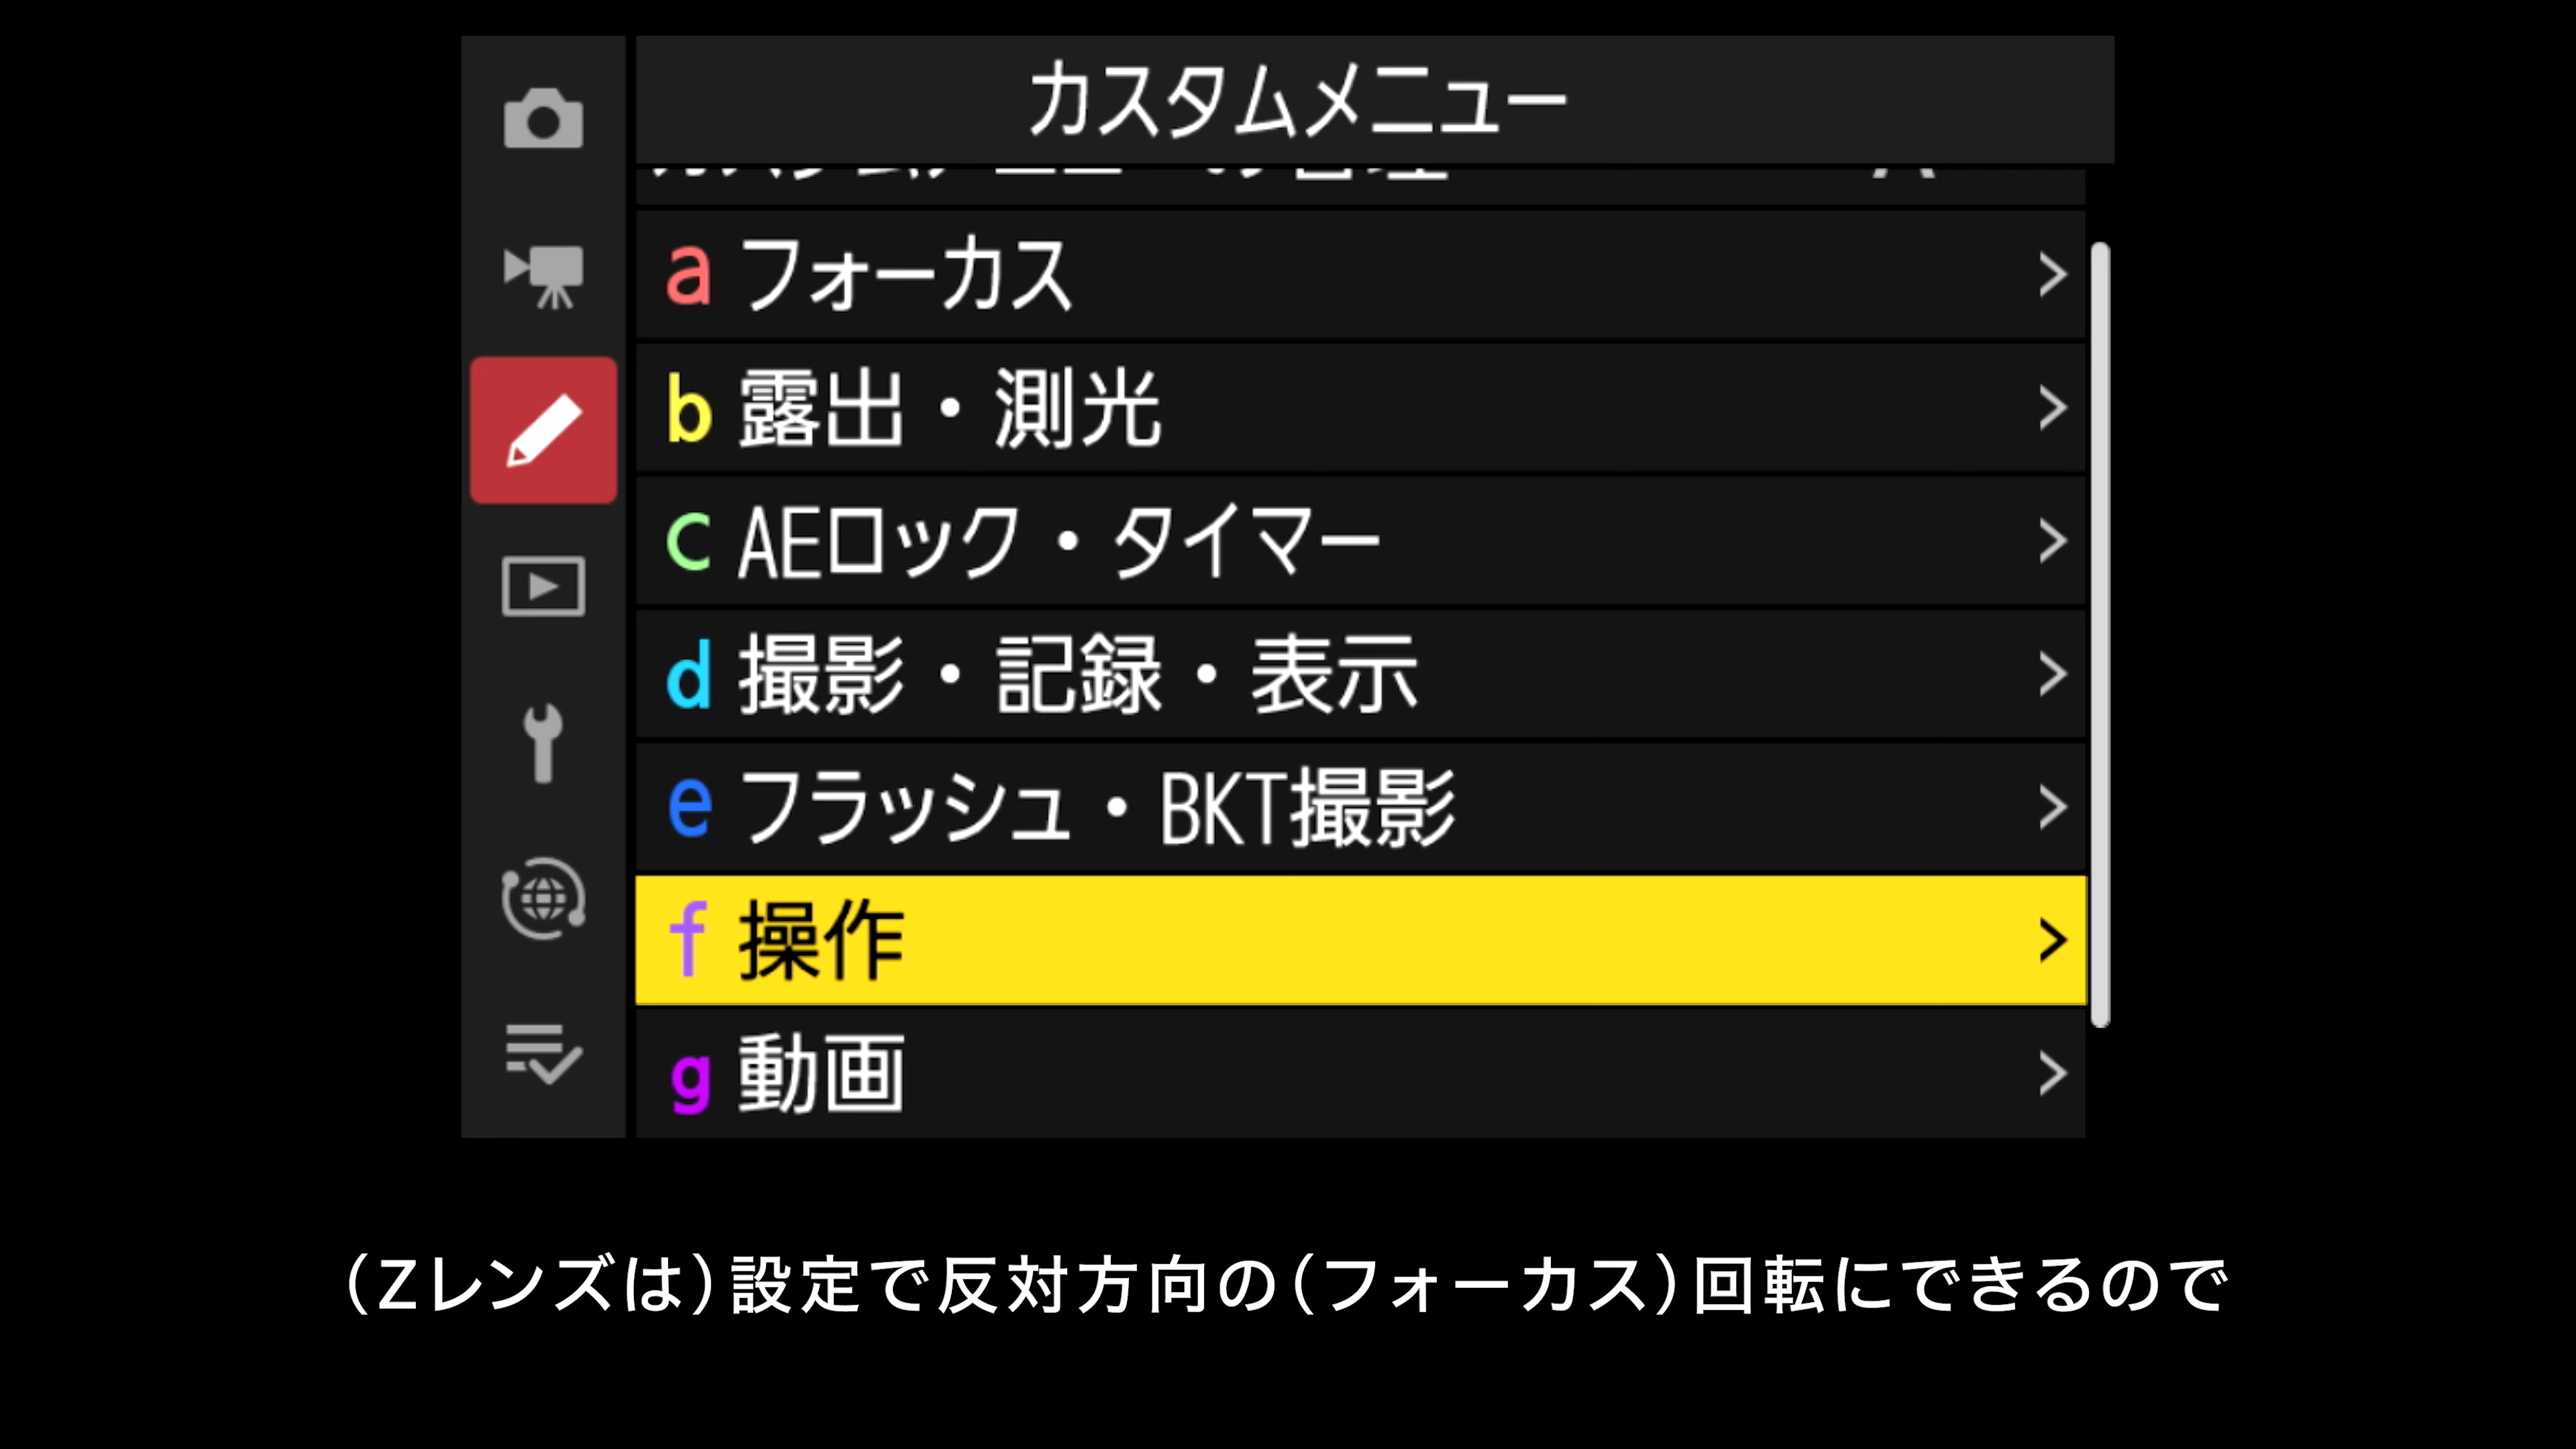 カスタムメニュー
a フォーカス
b 露出・測光
c AEロック・タイマー
d 撮影・記録・表示
e フラッシュ・BKT撮影
f 操作
g 動画
（Zレンズは）設定で反対方向の（フォーカス）回転にできるので